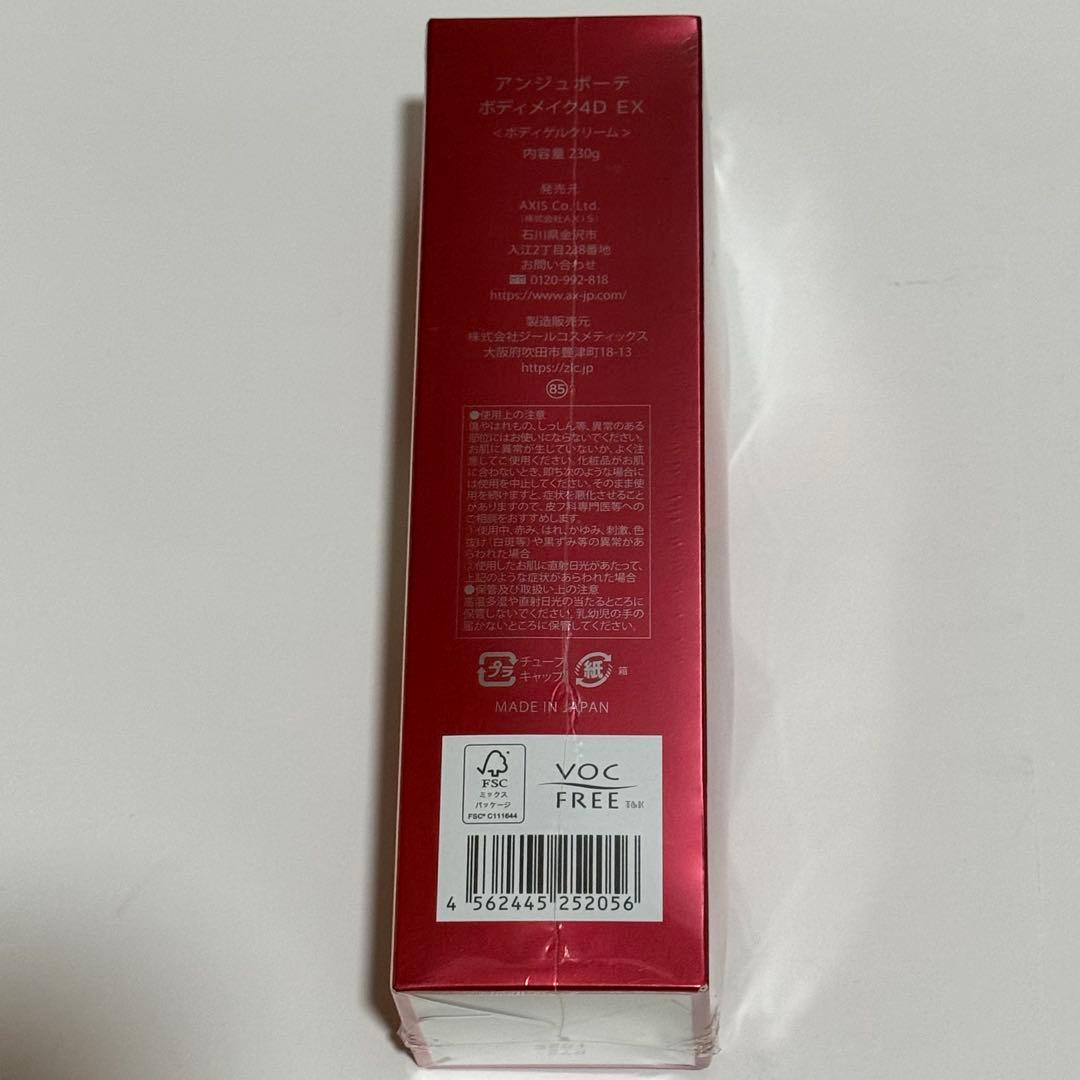 アンジュボーテ
ボディメイク4D EX
<ボディゲルクリーム>
内容量 230g
発売元
AXIS Co. Ltd.
(株式会社AXIS)
石川県金沢市
入江2丁目228番地
お問い合わせ
0120-992-818
https://www.ax-jp.com/
製造販売元
株式会社ジールコスメティックス
大阪府吹田市豊津町18-13
https://zlc.jp
85
●使用上の注意
傷やはれもの、しっしん等、異常のある
部位にはお使いにならないでください。
お肌に異常が生じていないか、よく注
意してご使用ください。化粧品がお肌
に合わないとき、即ち次のような場合に
は使用を中止してください。そのまま使
用を続けますと、症状を悪化させること
がありますので、皮フ科専門医等への
ご相談をおすすめします。
①使用中、赤み、はれ、かゆみ、刺激、色
抜け(白斑等)や黒ずみ等の異常があ
らわれた場合
②使用したお肌に直射日光があたって、
上記のような症状があらわれた場合
●保管及び取扱い上の注意
高温多湿や直射日光の当たるところに
保管しないでください。乳幼児の手の
届かないところに保管してください。
プラ チューブ
キャップ
紙 箱
MADE IN JAPAN
FSC
ミックス
パッケージ
FSC® C111644
VOC
FREE T&K
4 562445 252056